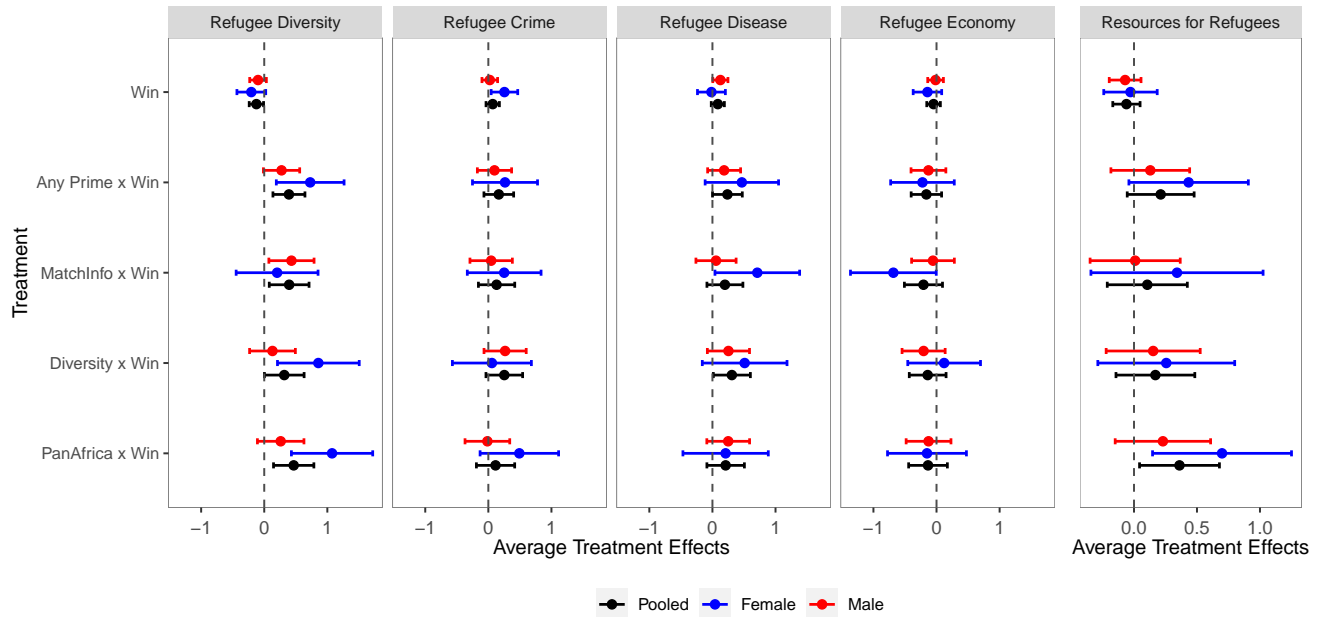 Refugee Diversity Refugee Crime Refugee Disease Refugee Economy Resources for Refugees
Treatment
Win
Any Prime x Win
MatchInfo x Win
Diversity x Win
PanAfrica x Win
−1 0 1 −1 0 1 −1 0 1 −1 0 1 0.0 0.5 1.0
Average Treatment Effects Average Treatment Effects
Pooled Female Male